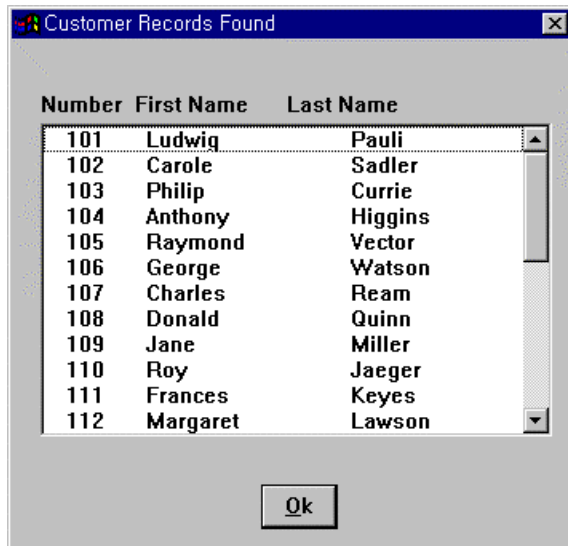 Customer Records Found
Number First Name Last Name
101 Ludwig Pauli
102 Carole Sadler
103 Philip Currie
104 Anthony Higgins
105 Raymond Vector
106 George Watson
107 Charles Ream
108 Donald Quinn
109 Jane Miller
110 Roy Jaeger
111 Frances Keyes
112 Margaret Lawson
Ok